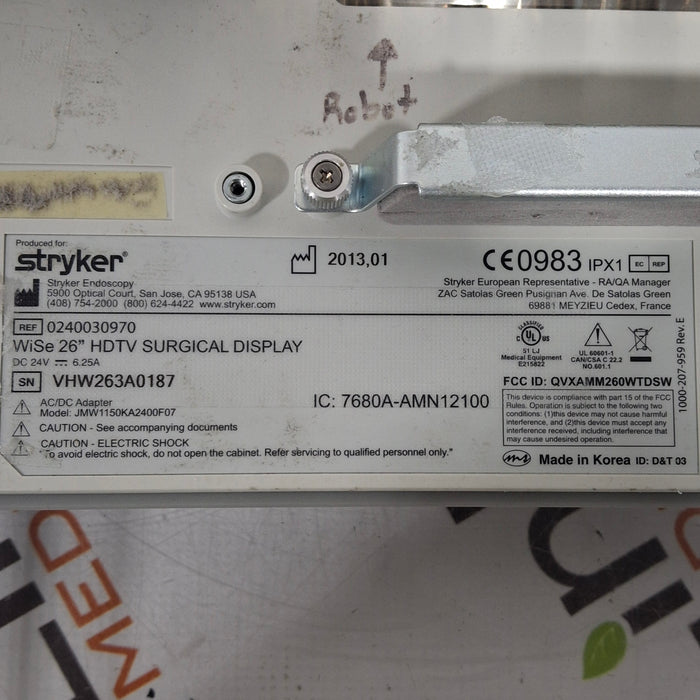 Robot
Produced for:
stryker®
Stryker Endoscopy
5900 Optical Court, San Jose, CA 95138 USA
(408) 754-2000 (800) 624-4422 www.stryker.com
2013,01
CE0983 IPX1 EC REP
Stryker European Representative - RA/QA Manager
ZAC Satolas Green Pusignan Ave. De Satolas Green
69881 MEYZIEU Cedex, France
REF 0240030970
WiSe 26" HDTV SURGICAL DISPLAY
DC 24V ⎓ 6.25A
SN VHW263A0187
AC/DC Adapter
Model: JMW1150KA2400F07
IC: 7680A-AMN12100
CAUTION - See accompanying documents
CAUTION - ELECTRIC SHOCK
"To avoid electric shock, do not open the cabinet. Refer servicing to qualified personnel only."
CLASSIFIED
UL
51 LJ
Medical Equipment
E215822
UL 60601-1
CAN/CSA C 22.2
NO.601.1
FCC ID: QVXAMM260WTDSW
This device is compliance with part 15 of the FCC
Rules. Operation is subject to the following two
conditions: (1)this device may not cause harmful
interference, and (2)this device must accept any
interference received, including interference that
may cause undesired operation.
Made in Korea ID: D&T 03
1000-207-959 Rev. E
MED